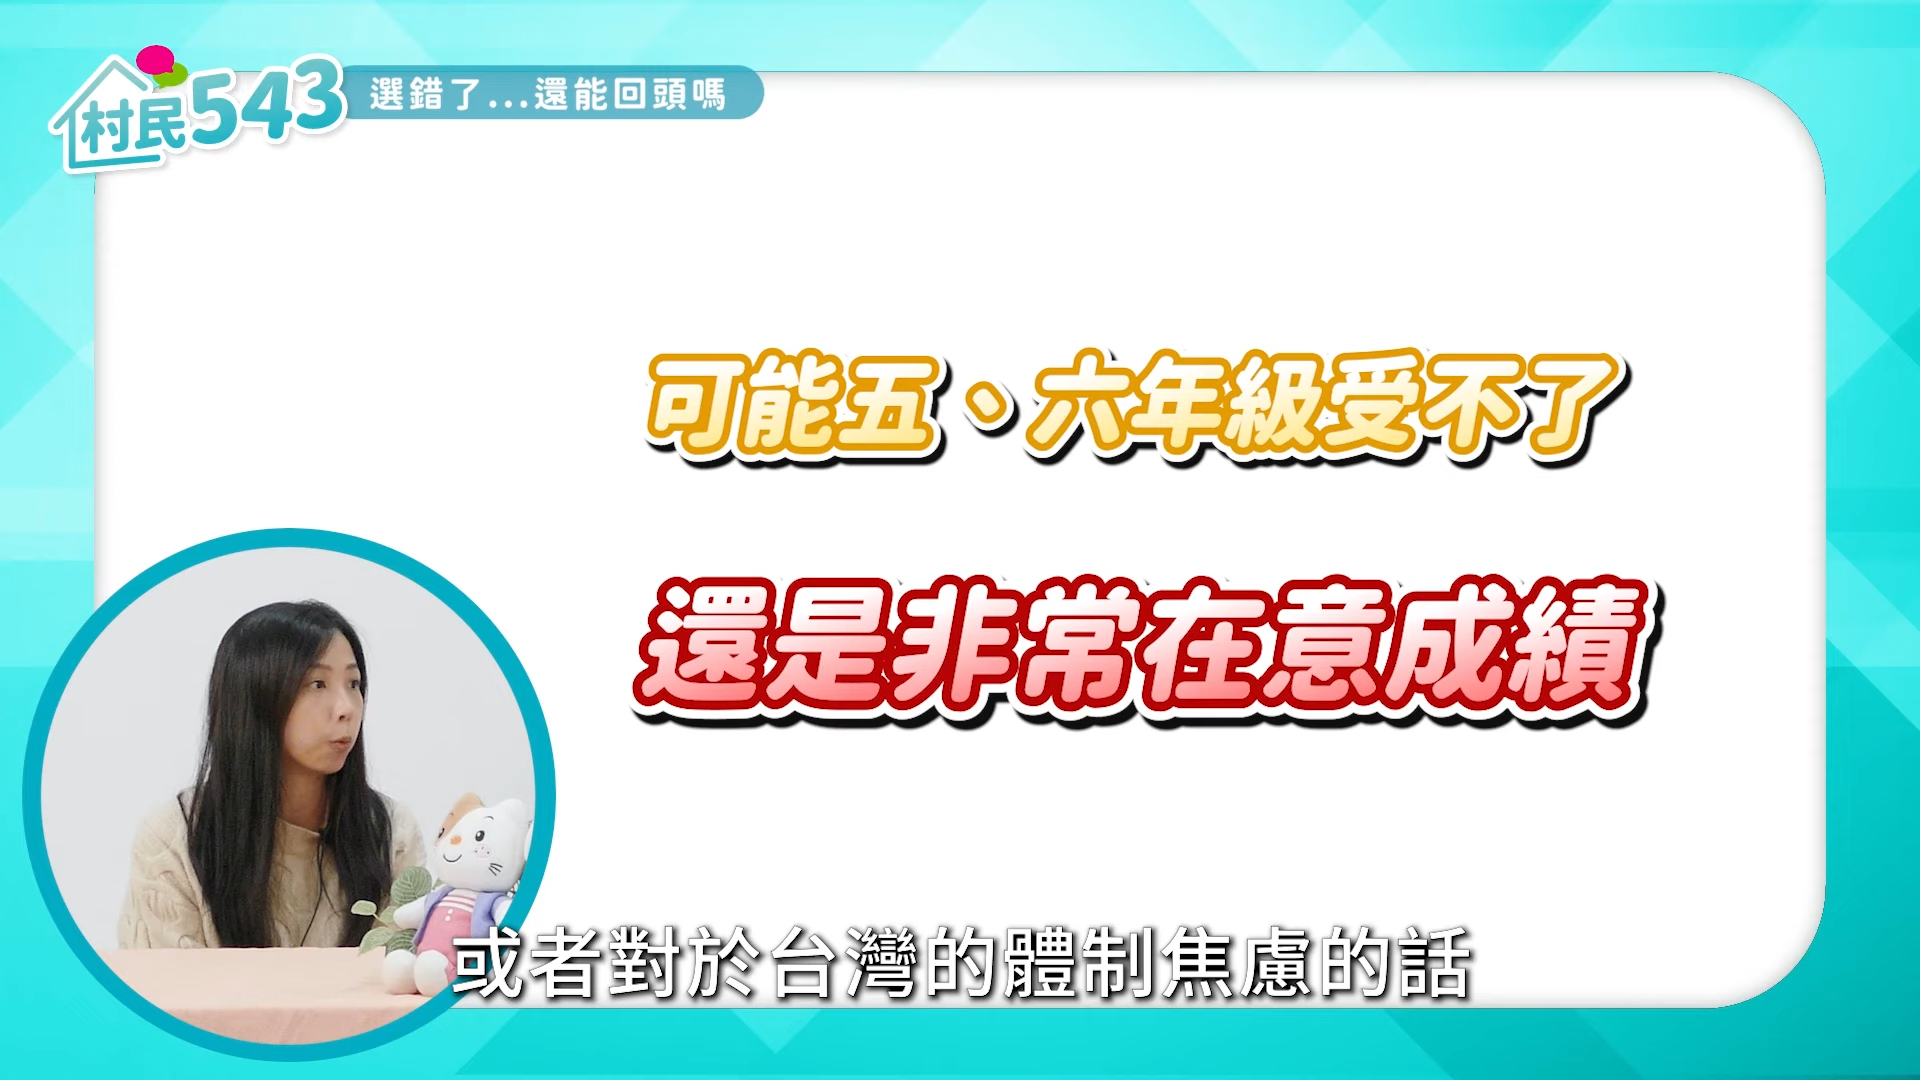 村民543
選錯了...還能回頭嗎
可能五、六年級受不了
還是非常在意成績
或者對於台灣的體制焦慮的話